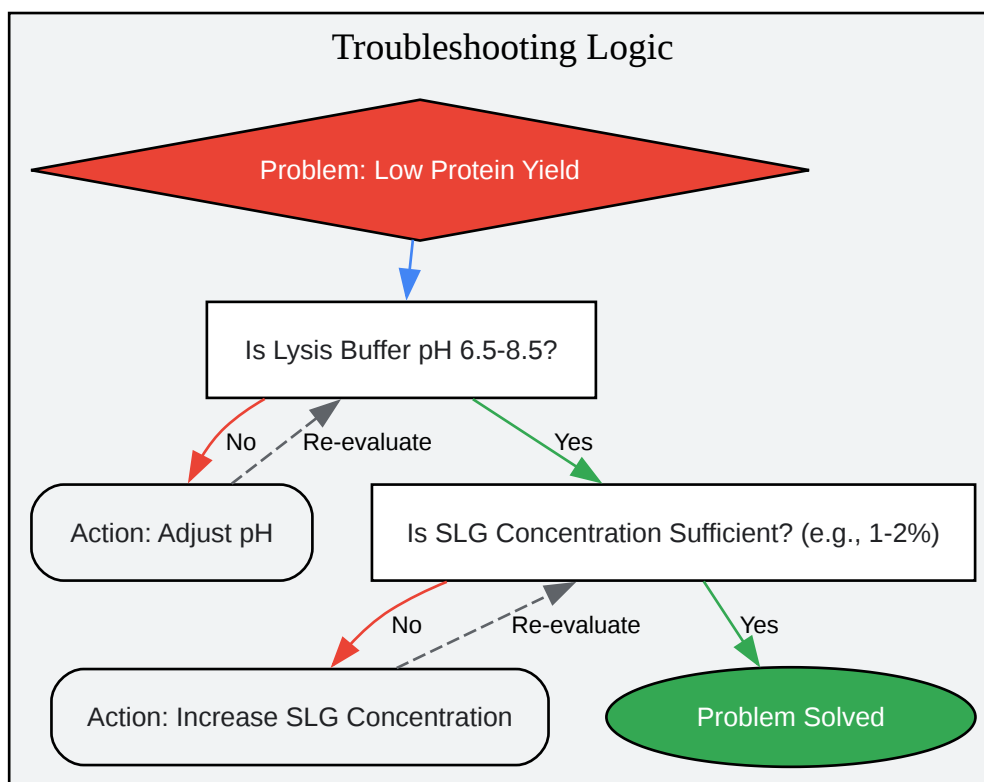 Troubleshooting Logic
Problem: Low Protein Yield
Is Lysis Buffer pH 6.5-8.5?
No
Re-evaluate
Yes
Action: Adjust pH
Is SLG Concentration Sufficient? (e.g., 1-2%)
No
Re-evaluate
Yes
Action: Increase SLG Concentration
Problem Solved